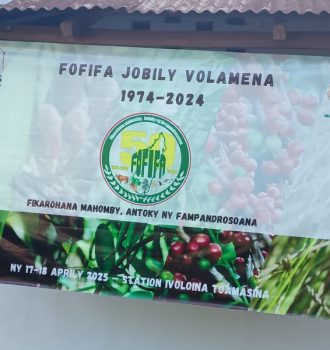 FOFIFA JOBILY VOLAMENA
1974-2024
50
FOFIFA
FIKAROHANA MAHOMBY, ANTOKY NY FAMPANDROSOANA
NY 17-18 APRILY 2025 – STATION IVOLOINA TOAMASINA